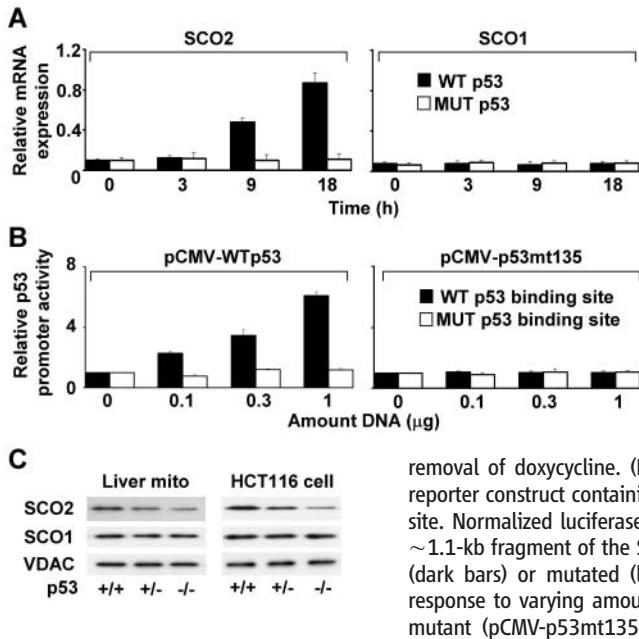 A
SCO2 SCO1
Relative mRNA expression
1.2
0.8
0.4
0
WT p53
MUT p53
0 3 9 18 0 3 9 18
Time (h)
B
pCMV-WTp53 pCMV-p53mt135
Relative p53 promoter activity
8
4
0
WT p53 binding site
MUT p53 binding site
0 0.1 0.3 1 0 0.1 0.3 1
Amount DNA (μg)
C
Liver mito HCT116 cell
SCO2
SCO1
VDAC
p53 +/+ +/- -/- +/+ +/- -/-
removal of doxycycline. (
reporter construct containi
site. Normalized luciferase
~1.1-kb fragment of the S
(dark bars) or mutated (l
response to varying amou
mutant (pCMV-p53mt135